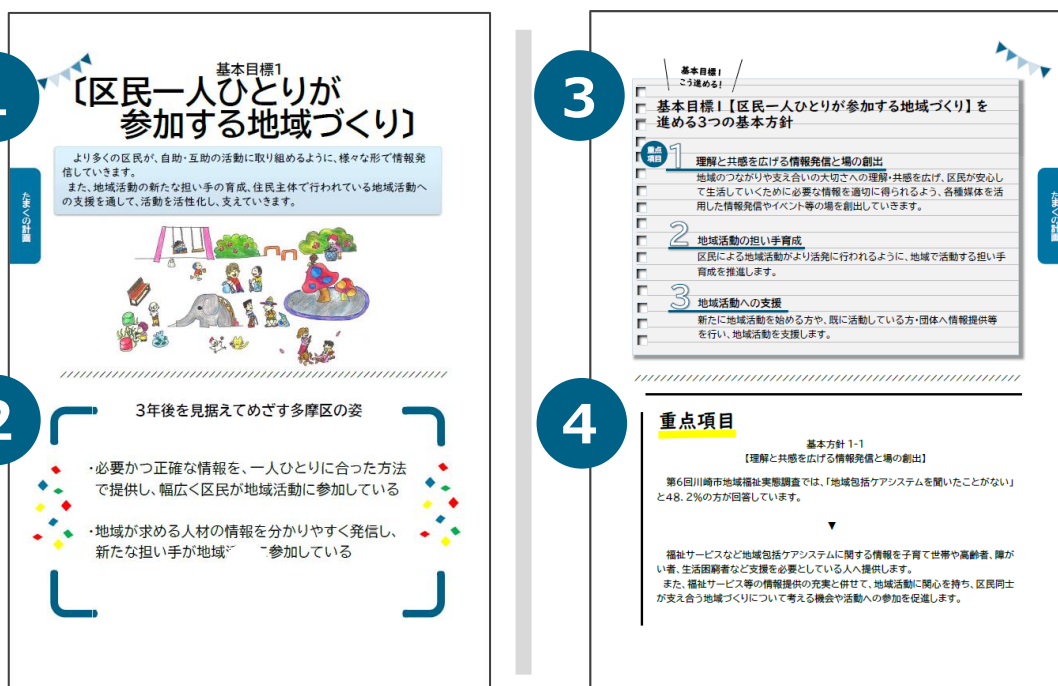 基本目標1
〔区民一人ひとりが
参加する地域づくり〕
より多くの区民が、自助・互助の活動に取り組めるように、様々な形で情報発
信していきます。
また、地域活動の新たな担い手の育成、住民主体で行われている地域活動へ
の支援を通して、活動を活性化し、支えていきます。
たまくの計画
2
3年後を見据えてめざす多摩区の姿
・必要かつ正確な情報を、一人ひとりに合った方法
で提供し、幅広く区民が地域活動に参加している
・地域が求める人材の情報を分かりやすく発信し、
新たな担い手が地域 に参加している
3
基本目標1
こう進める!
基本目標1【区民一人ひとりが参加する地域づくり】を
進める3つの基本方針
重点
項目
1 理解と共感を広げる情報発信と場の創出
地域のつながりや支え合いの大切さへの理解・共感を広げ、区民が安心し
て生活していくために必要な情報を適切に得られるよう、各種媒体を活
用した情報発信やイベント等の場を創出していきます。
2 地域活動の担い手育成
区民による地域活動がより活発に行われるように、地域で活動する担い手
育成を推進します。
3 地域活動への支援
新たに地域活動を始める方や、既に活動している方・団体へ情報提供等
を行い、地域活動を支援します。
たまくの計画
4
重点項目
基本方針 1-1
【理解と共感を広げる情報発信と場の創出】
第6回川崎市地域福祉実態調査では、「地域包括ケアシステムを聞いたことがない」
と48.2%の方が回答しています。
▼
福祉サービスなど地域包括ケアシステムに関する情報を子育て世帯や高齢者、障が
い者、生活困窮者など支援を必要としている人へ提供します。
また、福祉サービス等の情報提供の充実と併せて、地域活動に関心を持ち、区民同士
が支え合う地域づくりについて考える機会や活動への参加を促進します。